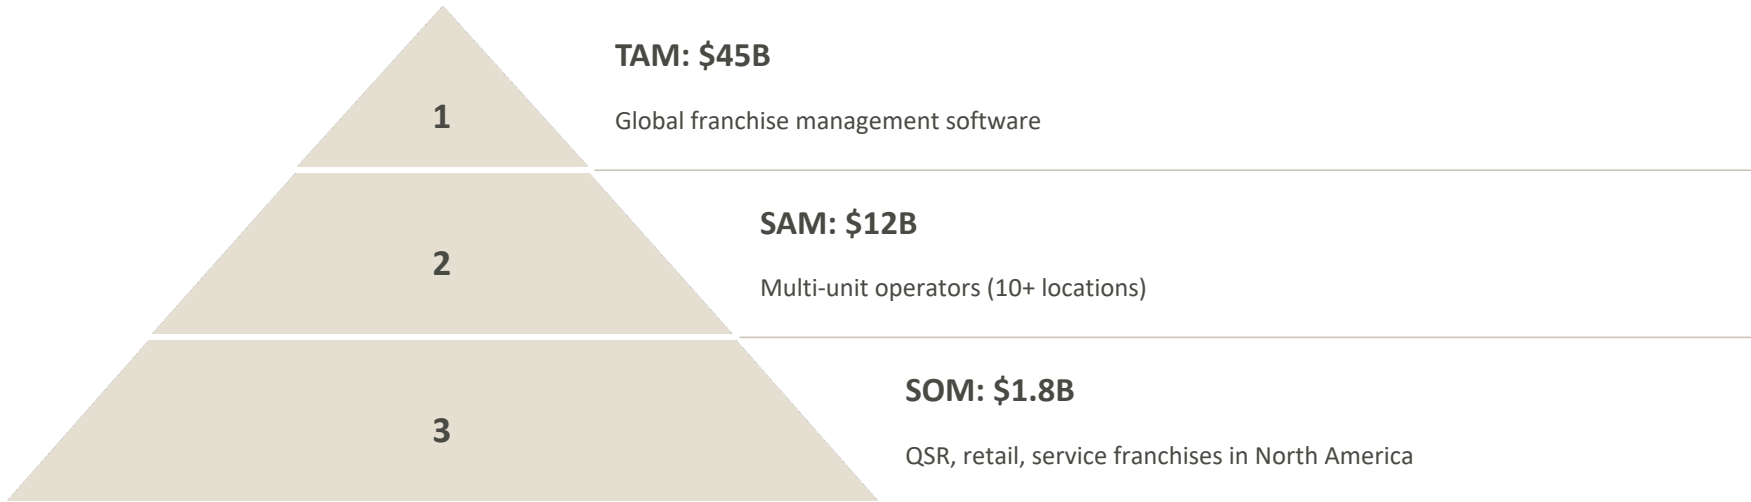 1
TAM: $45B
Global franchise management software
2
SAM: $12B
Multi-unit operators (10+ locations)
3
SOM: $1.8B
QSR, retail, service franchises in North America